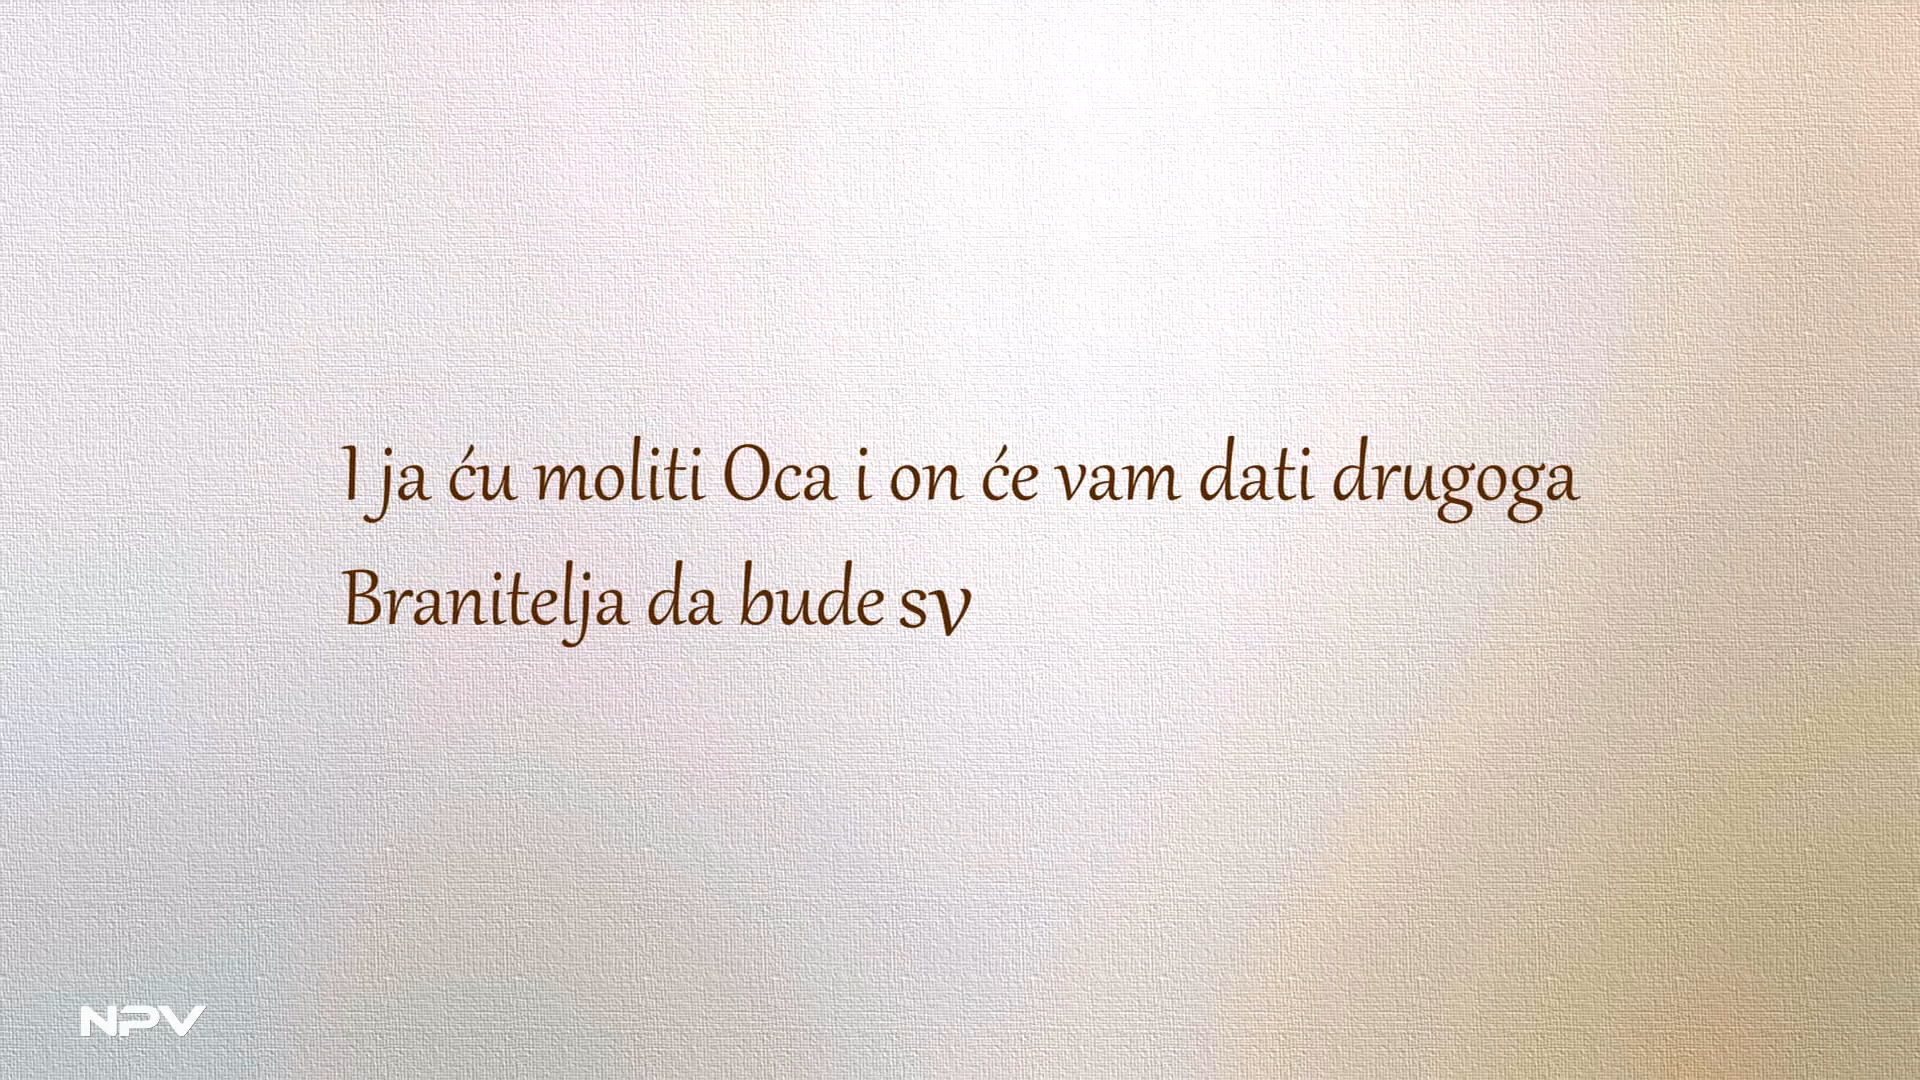 I ja ću moliti Oca i on će vam dati drugoga
Branitelja da bude sv
NPV